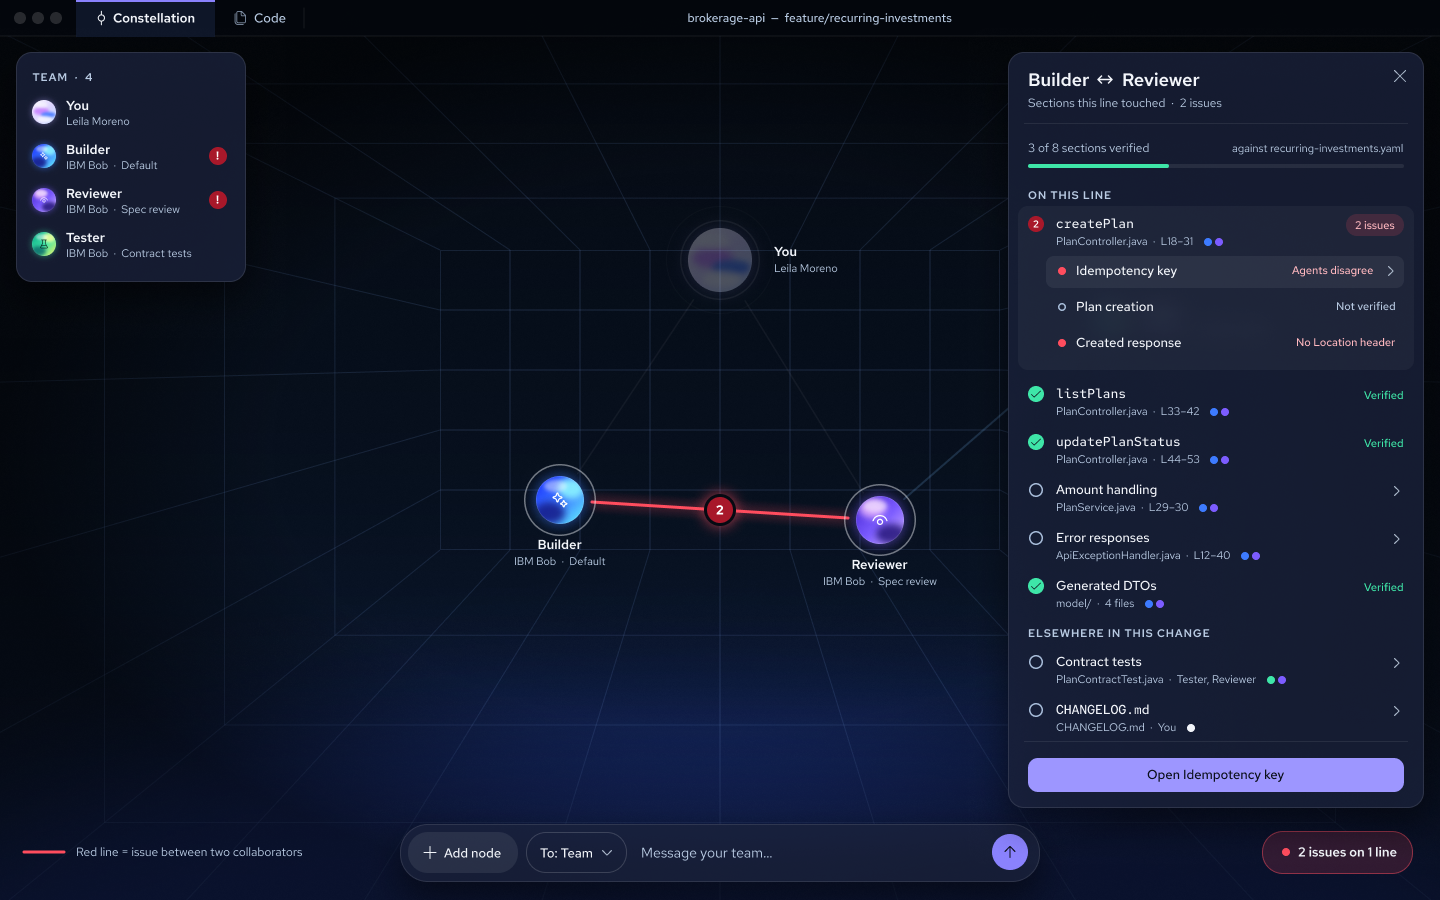 Constellation
Code
brokerage-api – feature/recurring-investments
TEAM · 4
You
Leila Moreno
Builder
IBM Bob · Default
!
Reviewer
IBM Bob · Spec review
!
Tester
IBM Bob · Contract tests
You
Leila Moreno
2
Builder
IBM Bob · Default
Reviewer
IBM Bob · Spec review
Builder ↔ Reviewer
Sections this line touched · 2 issues
3 of 8 sections verified against recurring-investments.yaml
ON THIS LINE
2 createPlan 2 issues
PlanController.java · L18–31
Idempotency key Agents disagree
Plan creation Not verified
Created response No Location header
listPlans Verified
PlanController.java · L33–42
updatePlanStatus Verified
PlanController.java · L44–53
Amount handling
PlanService.java · L29–30
Error responses
ApiExceptionHandler.java · L12–40
Generated DTOs Verified
model/ · 4 files
ELSEWHERE IN THIS CHANGE
Contract tests
PlanContractTest.java · Tester, Reviewer
CHANGELOG.md
CHANGELOG.md · You
Open Idempotency key
Red line = issue between two collaborators
Add node
To: Team
Message your team...
2 issues on 1 line